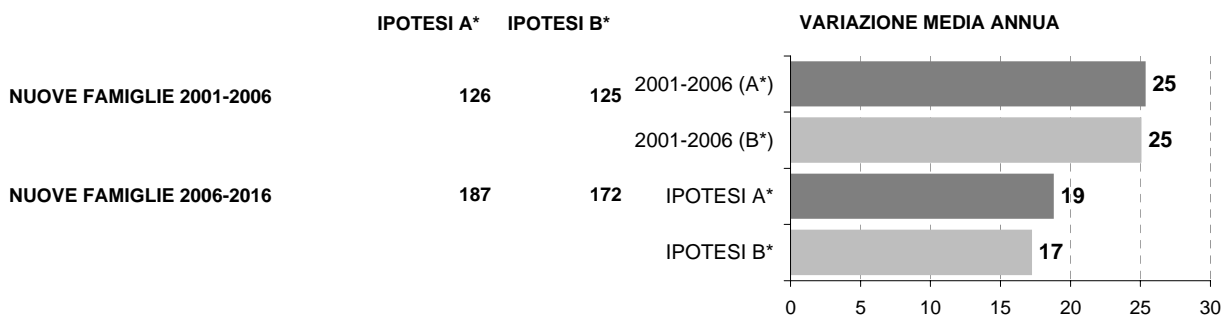 IPOTESI A* IPOTESI B* VARIAZIONE MEDIA ANNUA
NUOVE FAMIGLIE 2001-2006 126 125 2001-2006 (A*) 25
2001-2006 (B*) 25
NUOVE FAMIGLIE 2006-2016 187 172 IPOTESI A* 19
IPOTESI B* 17
0 5 10 15 20 25 30